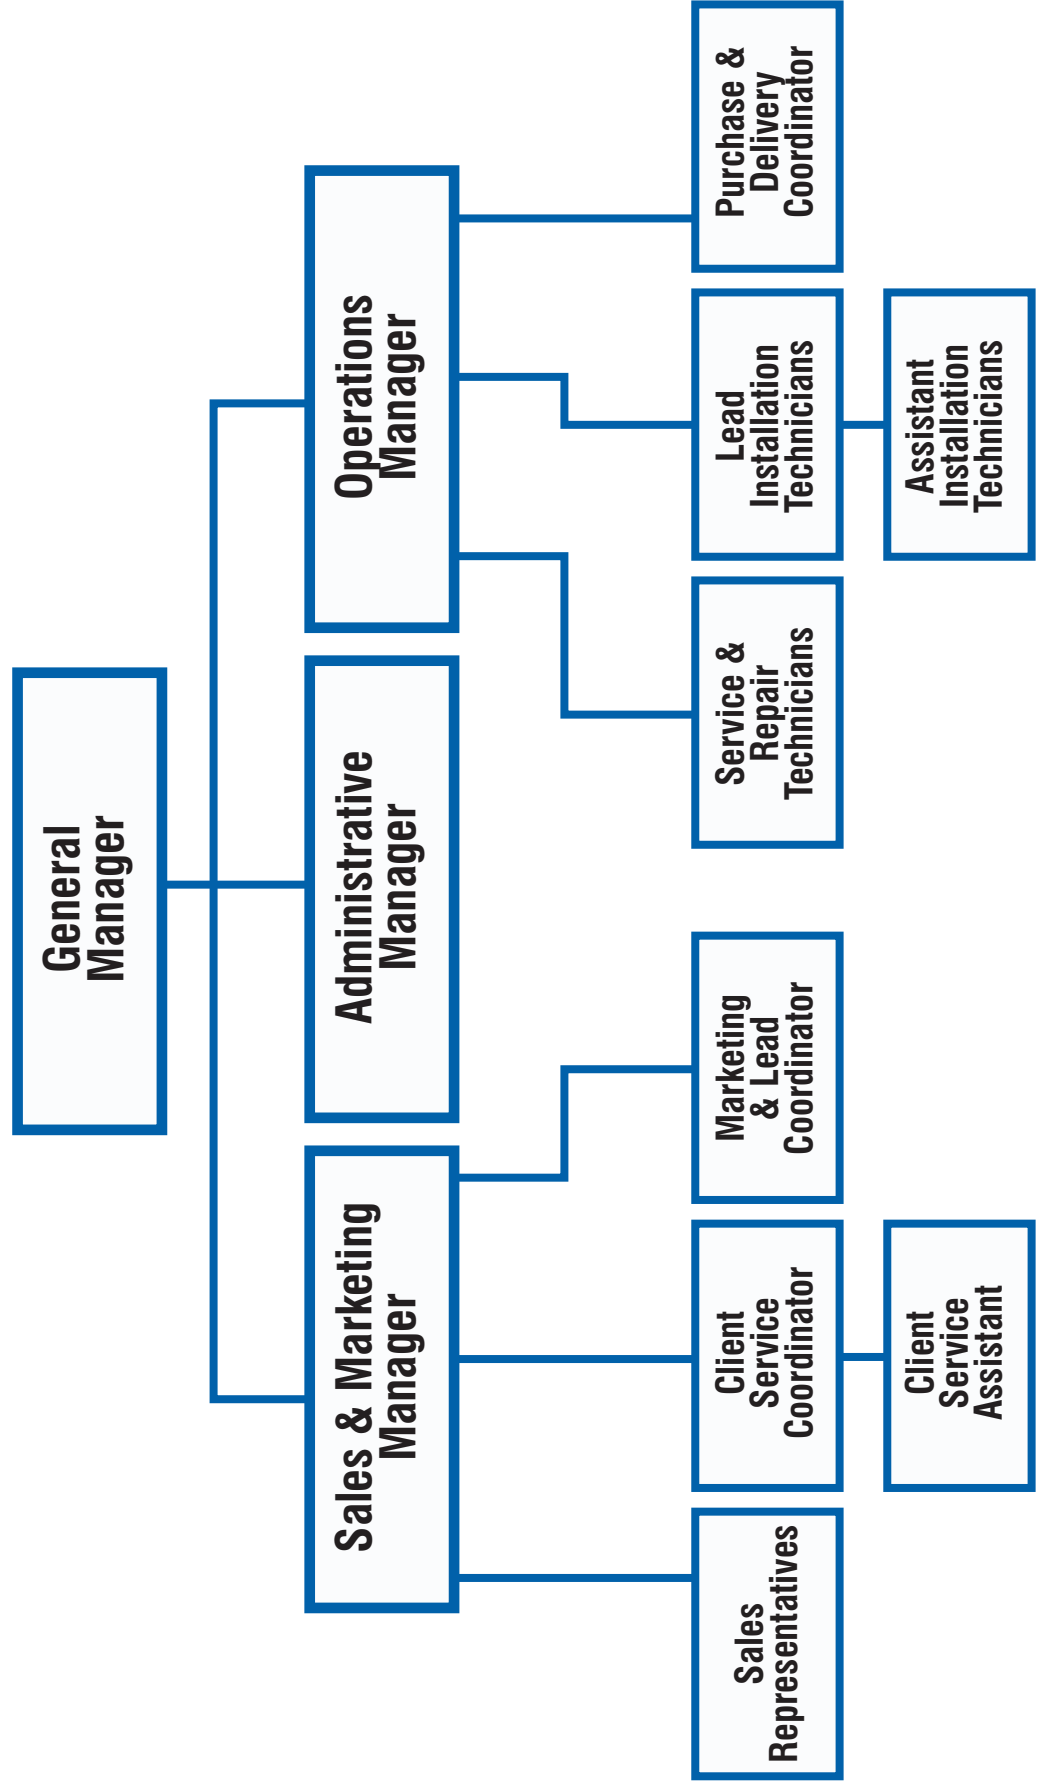 General
Manager
Sales & Marketing
Manager
Administrative
Manager
Operations
Manager
Sales
Representatives
Client
Service
Coordinator
Marketing
& Lead
Coordinator
Service &
Repair
Technicians
Lead
Installation
Technicians
Purchase &
Delivery
Coordinator
Client
Service
Assistant
Assistant
Installation
Technicians